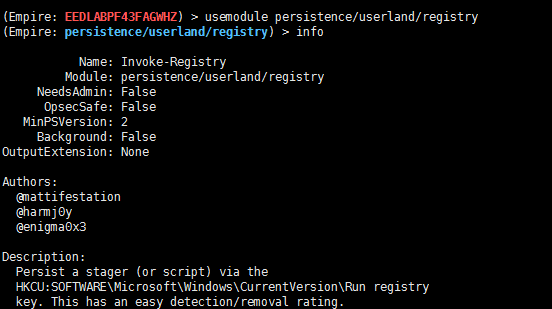 (Empire: EEDLABPF43FAGWHZ) > usemodule persistence/userland/registry
(Empire: persistence/userland/registry) > info
Name: Invoke-Registry
Module: persistence/userland/registry
NeedsAdmin: False
OpsecSafe: False
MinPSVersion: 2
Background: False
OutputExtension: None
Authors:
@mattifestation
@harmj0y
@enigma0x3
Description:
Persist a stager (or script) via the
HKCU:SOFTWARE\Microsoft\Windows\CurrentVersion\Run registry
key. This has an easy detection/removal rating.